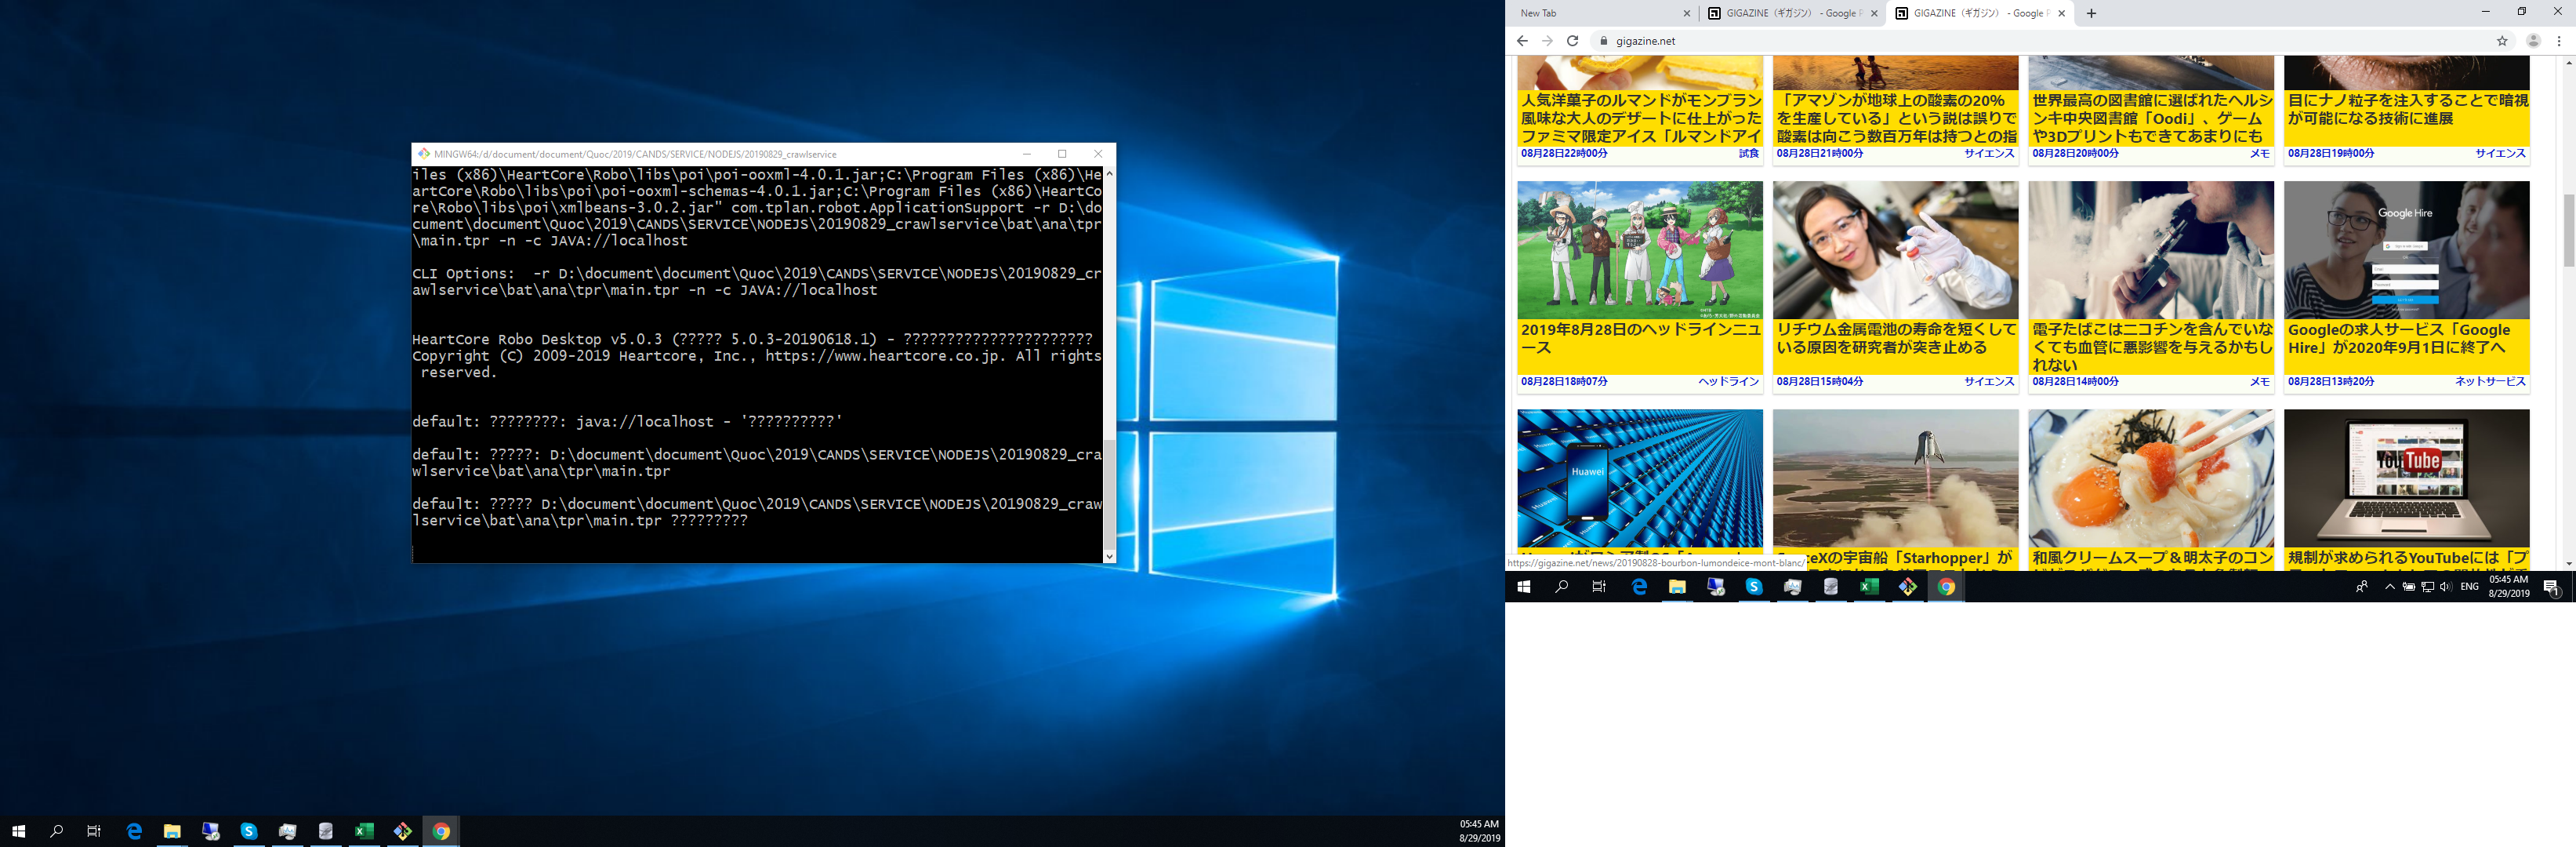 MINGW64:/d/document/document/Quoc/2019/CANDS/SERVICE/NODEJS/20190829_crawlservice
iles (x86)\HeartCore\Robo\libs\poi\poi-ooxml-4.0.1.jar;C:\Program Files (x86)\He
artCore\Robo\libs\poi\poi-ooxml-schemas-4.0.1.jar;C:\Program Files (x86)\HeartCo
re\Robo\libs\poi\xmlbeans-3.0.2.jar" com.tplan.robot.ApplicationSupport -r D:\do
cument\document\Quoc\2019\CANDS\SERVICE\NODEJS\20190829_crawlservice\bat\ana\tpr
\main.tpr -n -c JAVA://localhost
CLI Options:  -r D:\document\document\Quoc\2019\CANDS\SERVICE\NODEJS\20190829_cr
awlservice\bat\ana\tpr\main.tpr -n -c JAVA://localhost
HeartCore Robo Desktop v5.0.3 (????? 5.0.3-20190618.1) - ??????????????????????
Copyright (C) 2009-2019 Heartcore, Inc., https://www.heartcore.co.jp. All rights
reserved.
default: ????????: java://localhost - '??????????'
default: ?????: D:\document\document\Quoc\2019\CANDS\SERVICE\NODEJS\20190829_cra
wlservice\bat\ana\tpr\main.tpr
default: ????? D:\document\document\Quoc\2019\CANDS\SERVICE\NODEJS\20190829_craw
lservice\bat\ana\tpr\main.tpr ?????????
05:45 AM
8/29/2019
New Tab
GIGAZINE（ギガジン） - Google P
GIGAZINE（ギガジン） - Google P
gigazine.net
人気洋菓子のルマンドがモンブラン
風味な大人のデザートに仕上がった
ファミマ限定アイス「ルマンドアイ
08月28日22時00分 試食
「アマゾンが地球上の酸素の20%
を生産している」という説は誤りで
酸素は向こう数百万年は持つとの指
08月28日21時00分 サイエンス
世界最高の図書館に選ばれたヘルシ
ンキ中央図書館「Oodi」、ゲーム
や3Dプリントもできてあまりにも
08月28日20時00分 メモ
目にナノ粒子を注入することで暗視
が可能になる技術に進展
08月28日19時00分 サイエンス
2019年8月28日のヘッドラインニュ
ース
08月28日18時07分 ヘッドライン
リチウム金属電池の寿命を短くして
いる原因を研究者が突き止める
08月28日15時04分 サイエンス
電子たばこはニコチンを含んでいな
くても血管に悪影響を与えるかもし
れない
08月28日14時00分 メモ
Google Hire
Googleの求人サービス「Google
Hire」が2020年9月1日に終了へ
08月28日13時20分 ネットサービス
Huawei
YouTube
Xの宇宙船「Starhopper」が
和風クリームスープ＆明太子のコン
規制が求められるYouTubeには「プ
https://gigazine.net/news/20190828-bourbon-lumondeice-mont-blanc/
ENG
05:45 AM
8/29/2019
1